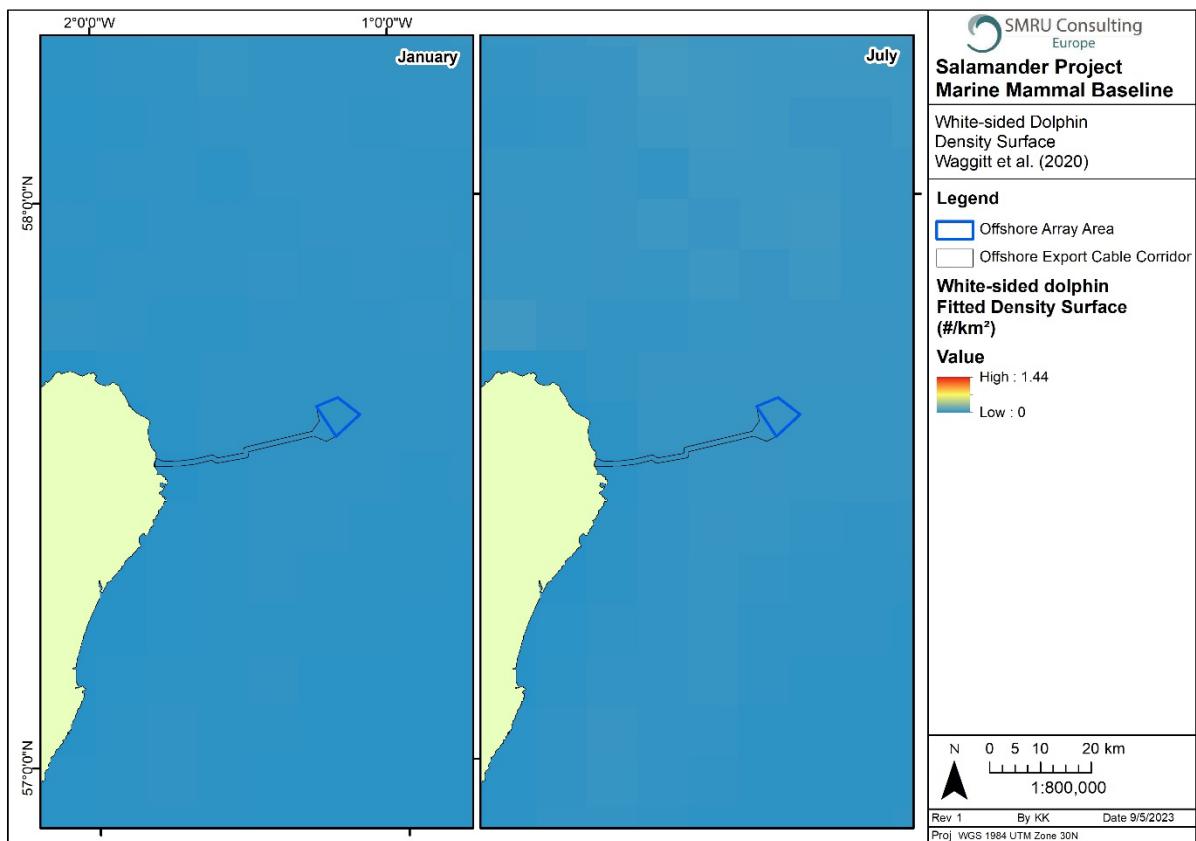 2°0'0"W
1°0'0"W
January
July
58°0'0"N
57°0'0"N
SMRU Consulting
Europe
Salamander Project
Marine Mammal Baseline
White-sided Dolphin
Density Surface
Waggitt et al. (2020)
Legend
Offshore Array Area
Offshore Export Cable Corridor
White-sided dolphin
Fitted Density Surface
(#/km²)
Value
High : 1.44
Low : 0
N
0 5 10 20 km
1:800,000
Rev 1 By KK Date 9/5/2023
Proj WGS 1984 UTM Zone 30N